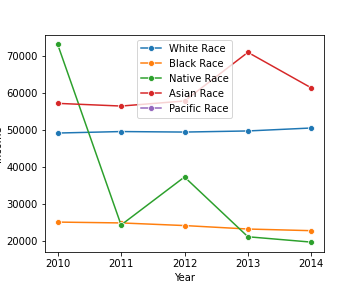 White Race
Black Race
Native Race
Asian Race
Pacific Race
70000
60000
50000
40000
30000
20000
2010
2011
2012
2013
2014
Year